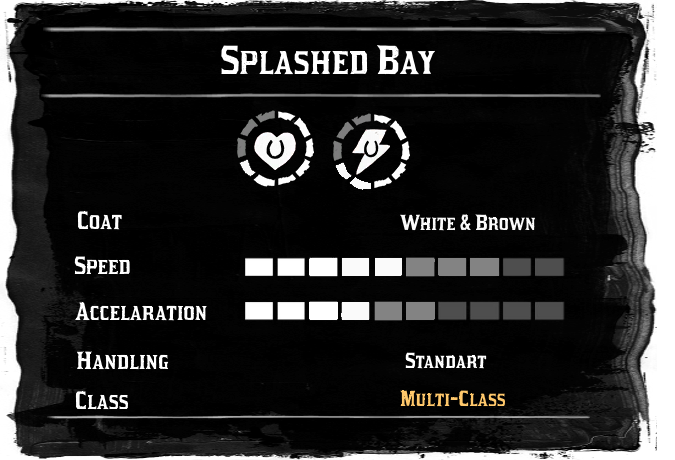 Splashed Bay
Coat White & Brown
Speed
Accelaration
Handling Standart
Class Multi-Class